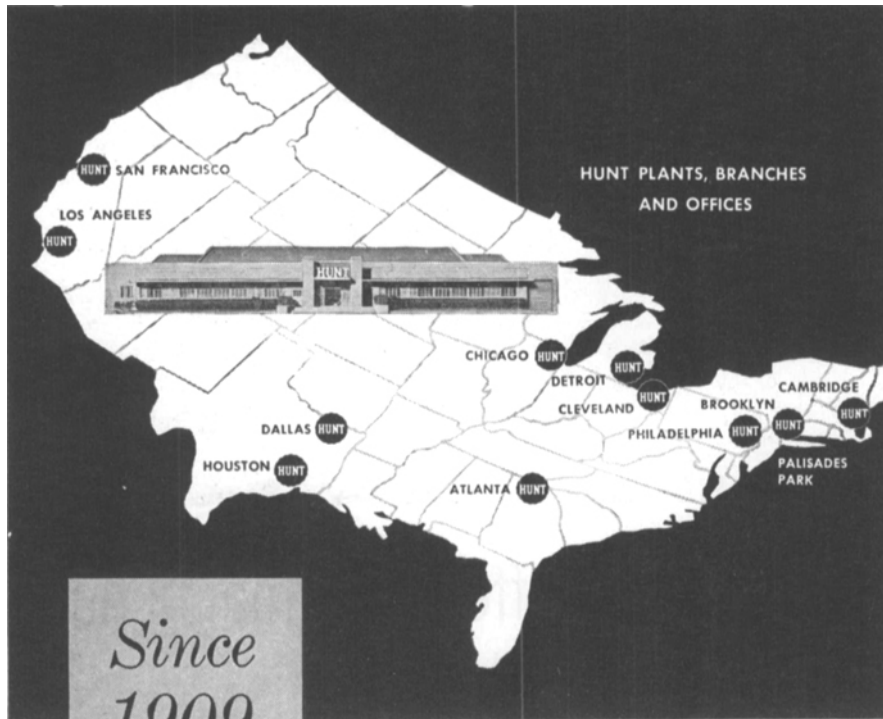 HUNT PLANTS, BRANCHES
AND OFFICES
HUNT SAN FRANCISCO
LOS ANGELES
HUNT
HUNT
CHICAGO HUNT
DETROIT HUNT
CLEVELAND HUNT
BROOKLYN
HUNT
CAMBRIDGE
HUNT
PHILADELPHIA HUNT
PALISADES
PARK
DALLAS HUNT
HOUSTON HUNT
ATLANTA HUNT
Since
1909